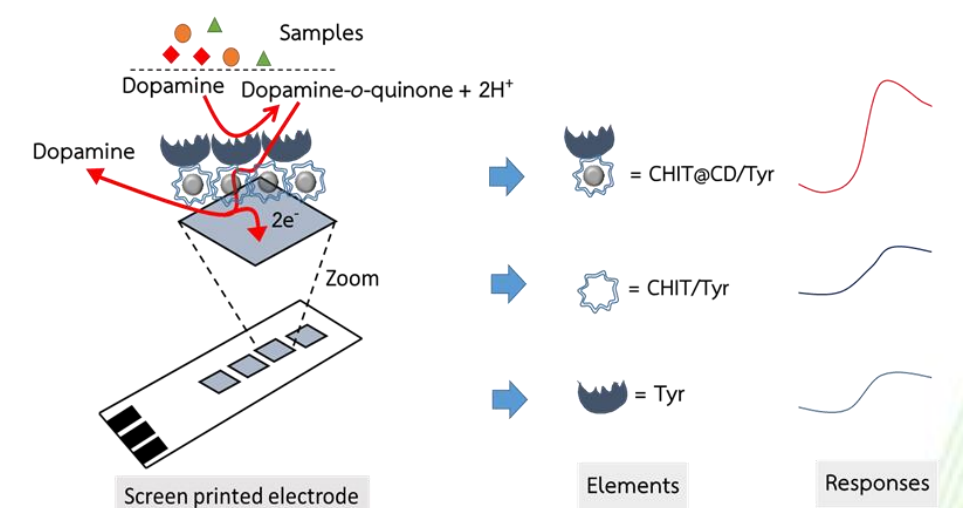 Samples
Dopamine
Dopamine-o-quinone + 2H⁺
Dopamine
2e⁻
Zoom
= CHIT@CD/Tyr
= CHIT/Tyr
= Tyr
Screen printed electrode
Elements
Responses